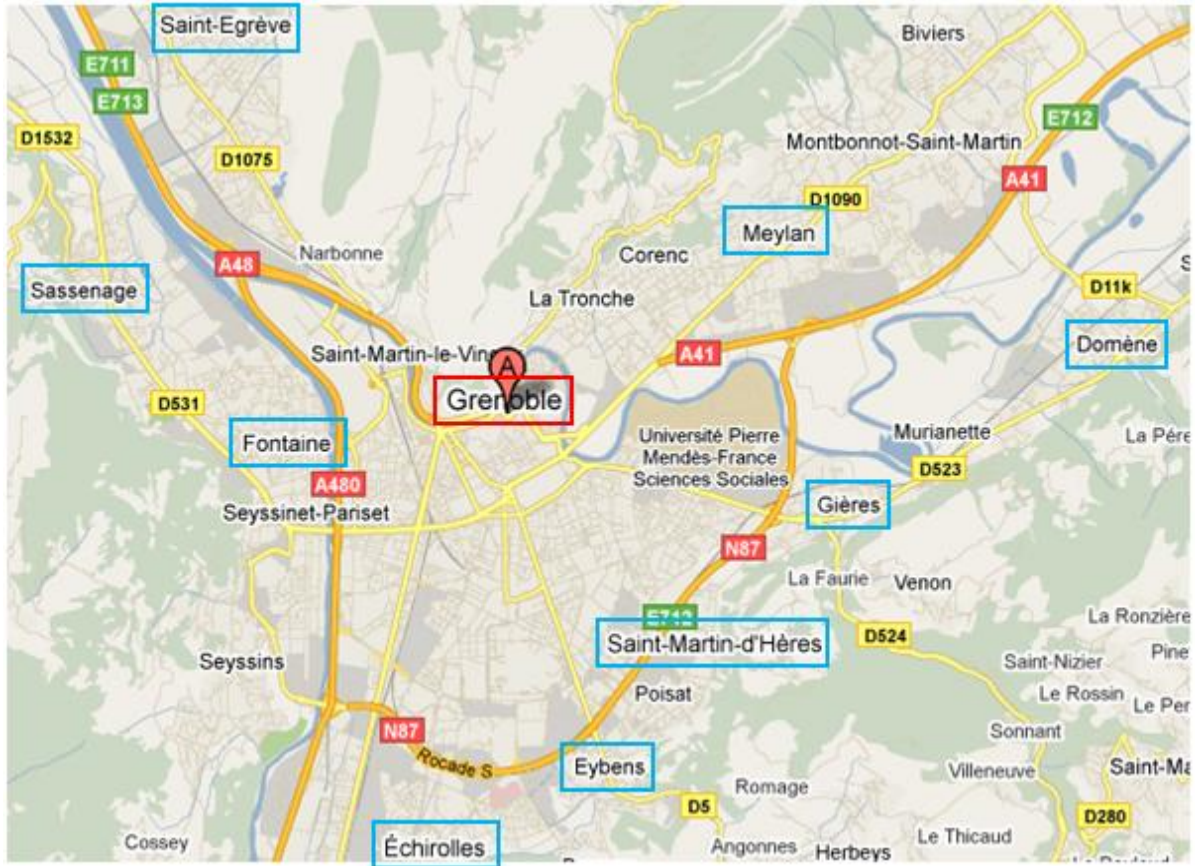 Saint-Egrève
Biviers
E711
E713
E712
D1532
D1075
Montbonnot-Saint-Martin
A41
D1090
Meylan
Narbonne
Corenc
A48
Sassenage
La Tronche
D11k
S
Saint-Martin-le-Vin
A41
Domène
A
Grenoble
D531
Fontaine
Université Pierre
Mendès-France
Sciences Sociales
Murianette
La Pére
D523
A480
Seyssinet-Pariset
Gières
N87
La Faurie
Venon
E712
La Ronzière
Saint-Martin-d'Hères
D524
Pine
Seyssins
Saint-Nizier
Poisat
Le Rossin
Le Per
N87
Sonnant
Rocade S
Eybens
Villeneuve
Saint-Ma
D5
Romage
D280
Cossey
Échirolles
Angonnes
Herbeys
Le Thicaud